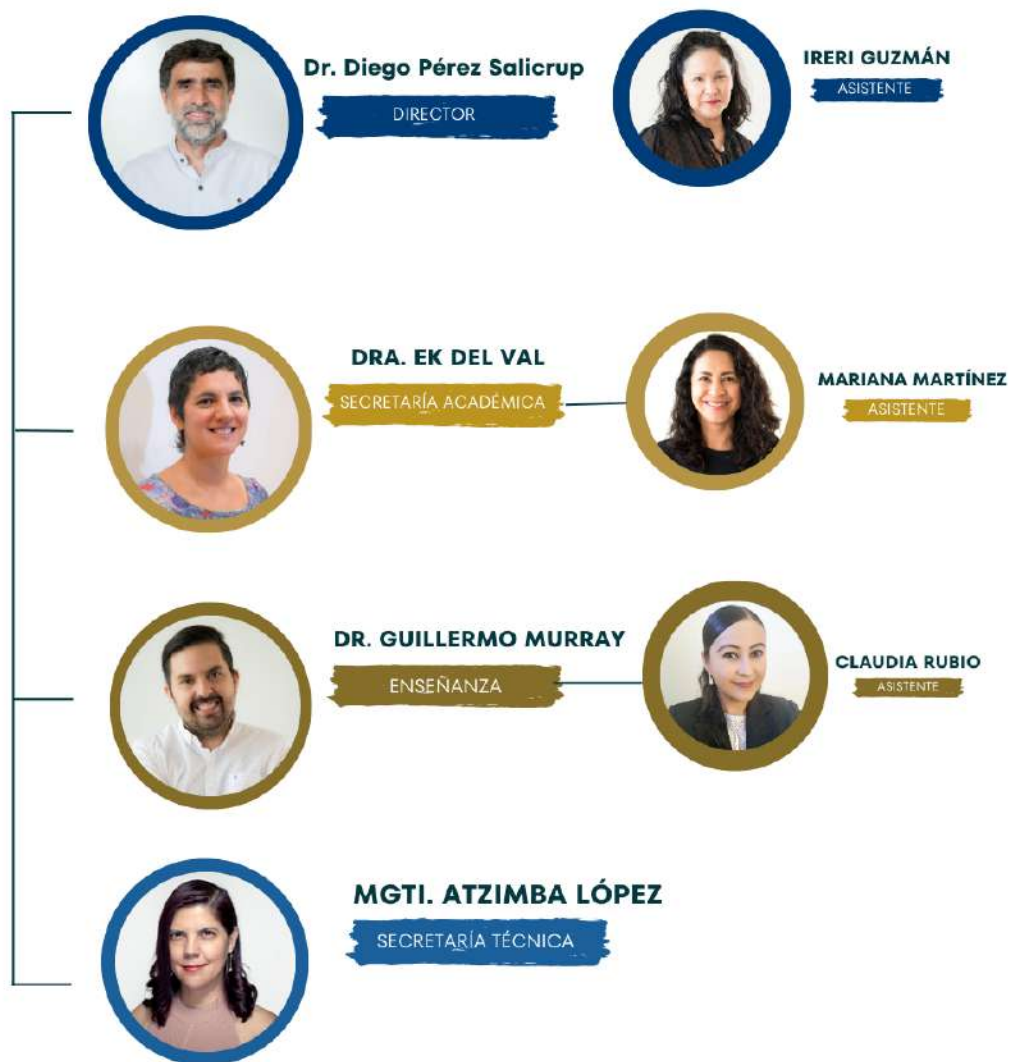 Dr. Diego Pérez Salicrup
DIRECTOR
IRERI GUZMÁN
ASISTENTE
DRA. EK DEL VAL
SECRETARÍA ACADÉMICA
MARIANA MARTÍNEZ
ASISTENTE
DR. GUILLERMO MURRAY
ENSEÑANZA
CLAUDIA RUBIO
ASISTENTE
MGTI. ATZIMBA LÓPEZ
SECRETARÍA TÉCNICA